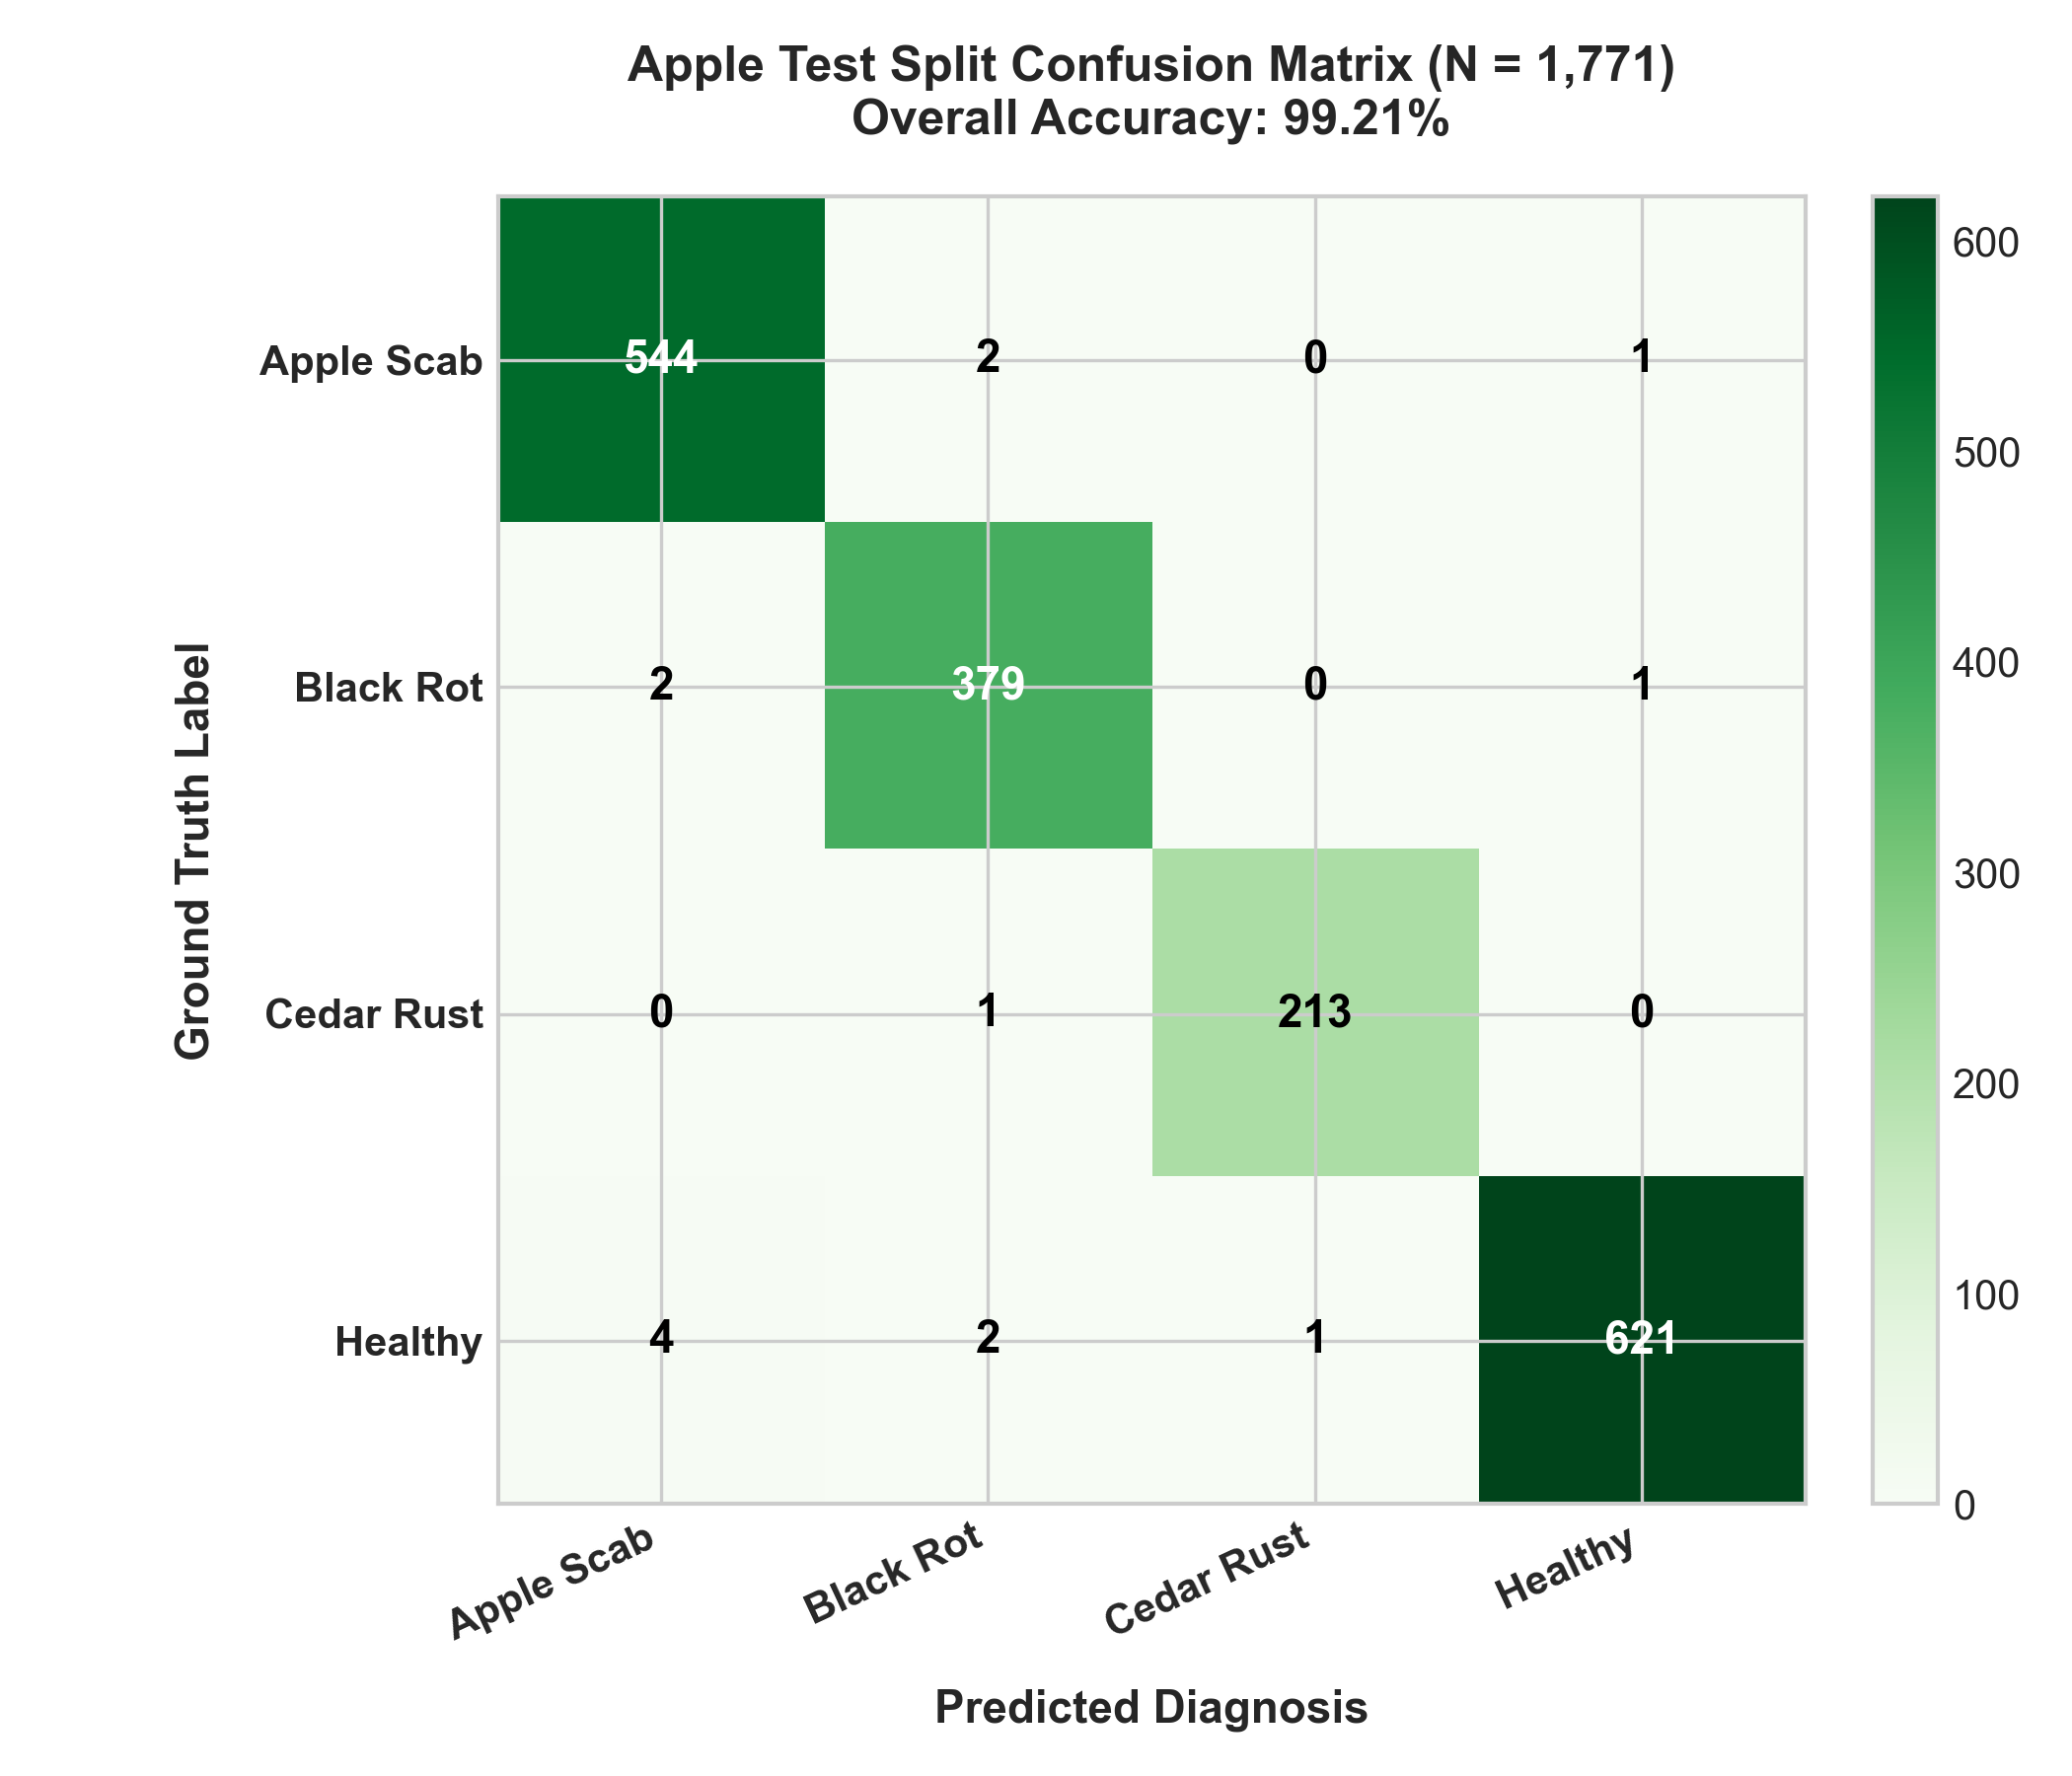 Apple Test Split Confusion Matrix (N = 1,771)
Overall Accuracy: 99.21%
600
500
400
300
200
100
0
Ground Truth Label
Apple Scab 544 2 0 1
Black Rot 2 379 0 1
Cedar Rust 0 1 213 0
Healthy 4 2 1 621
Apple Scab Black Rot Cedar Rust Healthy
Predicted Diagnosis